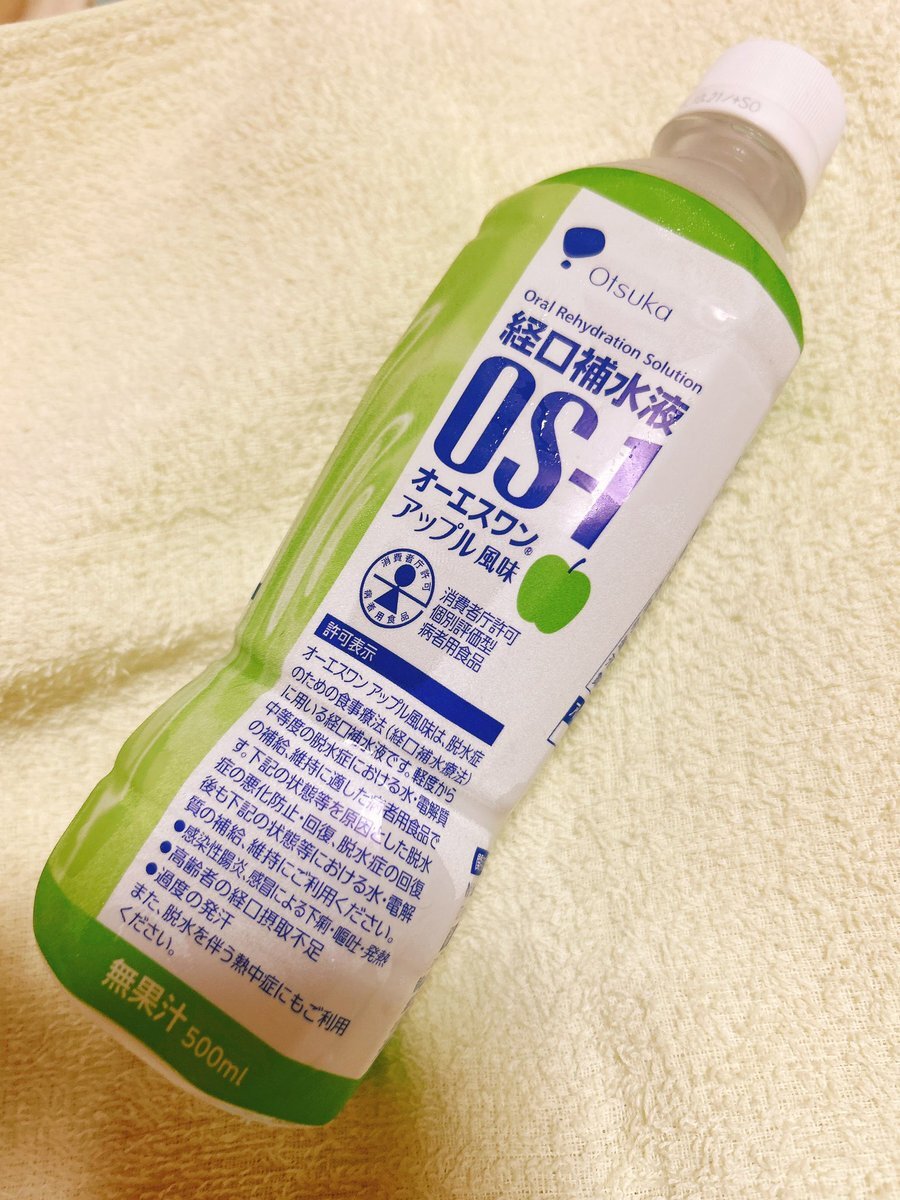 .21/+SO
Otsuka
Oral Rehydration Solution
経口補水液
OS-1
オーエスワン®
アップル風味
消費者庁許可
病者用食品
消費者庁許可
個別評価型
病者用食品
許可表示
オーエスワン アップル風味は、脱水症
のための食事療法(経口補水療法)
に用いる経口補水液です。軽度から
中等度の脱水症における水・電解質
の補給、維持に適した病者用食品で
す。下記の状態等を原因とした脱水
症の悪化防止・回復、脱水症の回復
後も下記の状態等における水・電解
質の補給、維持にご利用ください。
●感染性腸炎、感冒による下痢・嘔吐・発熱
●高齢者の経口摂取不足
●過度の発汗
また、脱水を伴う熱中症にもご利用
ください。
無果汁 500ml